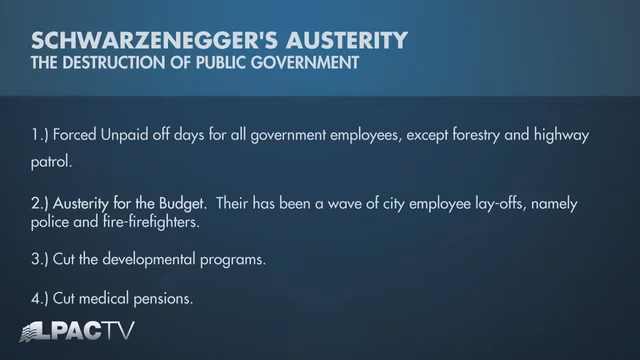 SCHWARZENEGGER'S AUSTERITY
THE DESTRUCTION OF PUBLIC GOVERNMENT
1.) Forced Unpaid off days for all government employees, except forestry and highway
patrol.
2.) Austerity for the Budget. Their has been a wave of city employee lay-offs, namely
police and fire-firefighters.
3.) Cut the developmental programs.
4.) Cut medical pensions.
LPACTV